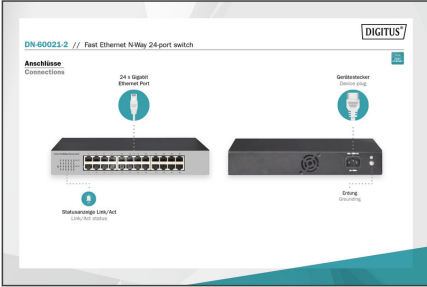 DIGITUS®
DN-60021-2 // Fast Ethernet N-Way 24-port switch
Anschlüsse
Connections
24 x Gigabit
Ethernet Port
Gerätestecker
Device plug
Statusanzeige Link/Act
Link/Act status
Erdung
Grounding